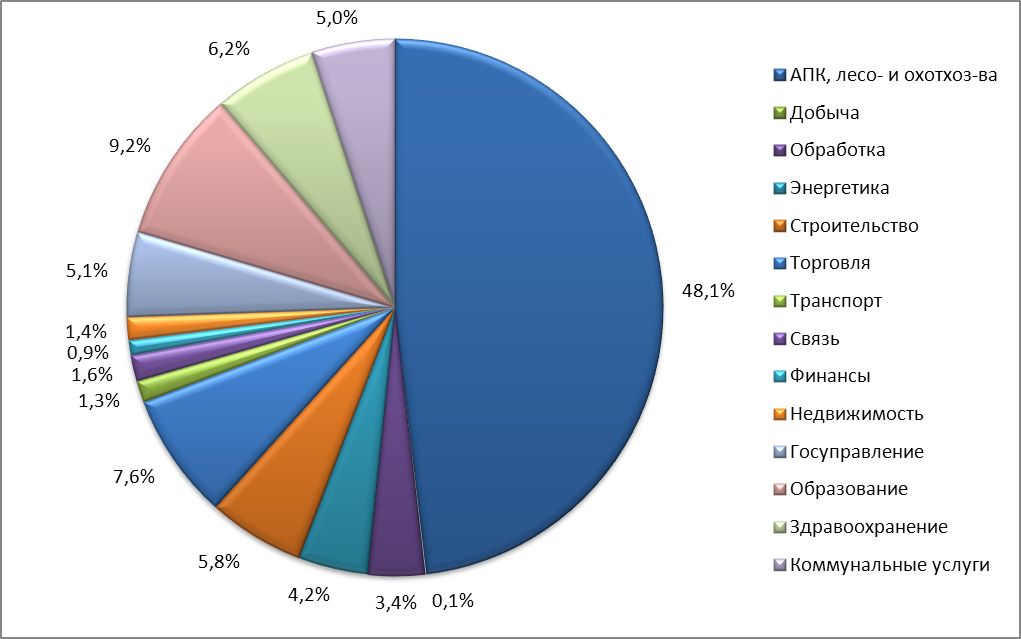 5,0%
6,2%
9,2%
5,1%
1,4%
0,9%
1,6%
1,3%
7,6%
5,8%
4,2%
3,4%
0,1%
48,1%
АПК, лесо- и охотхоз-ва
Добыча
Обработка
Энергетика
Строительство
Торговля
Транспорт
Связь
Финансы
Недвижимость
Госуправление
Образование
Здравоохранение
Коммунальные услуги